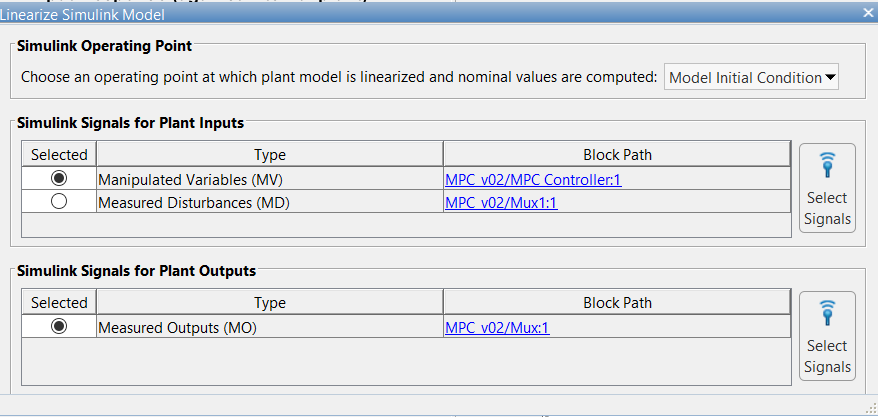 Linearize Simulink Model
Simulink Operating Point
Choose an operating point at which plant model is linearized and nominal values are computed: Model Initial Condition
Simulink Signals for Plant Inputs
Selected Type Block Path
Manipulated Variables (MV) MPC_v02/MPC Controller:1
Measured Disturbances (MD) MPC_v02/Mux1:1
Select
Signals
Simulink Signals for Plant Outputs
Selected Type Block Path
Measured Outputs (MO) MPC_v02/Mux:1
Select
Signals